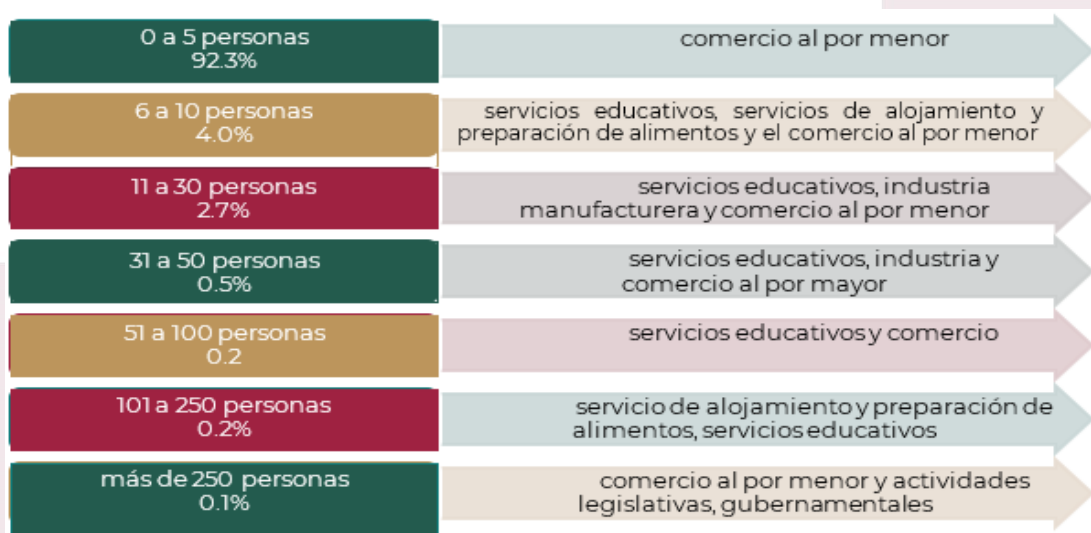 0 a 5 personas
92.3%
comercio al por menor
6 a 10 personas
4.0%
servicios educativos, servicios de alojamiento y
preparación de alimentos y el comercio al por menor
11 a 30 personas
2.7%
servicios educativos, industria
manufacturera y comercio al por menor
31 a 50 personas
0.5%
servicios educativos, industria y
comercio al por mayor
51 a 100 personas
0.2
servicios educativos y comercio
101 a 250 personas
0.2%
servicio de alojamiento y preparación de
alimentos, servicios educativos
más de 250 personas
0.1%
comercio al por menor y actividades
legislativas, gubernamentales